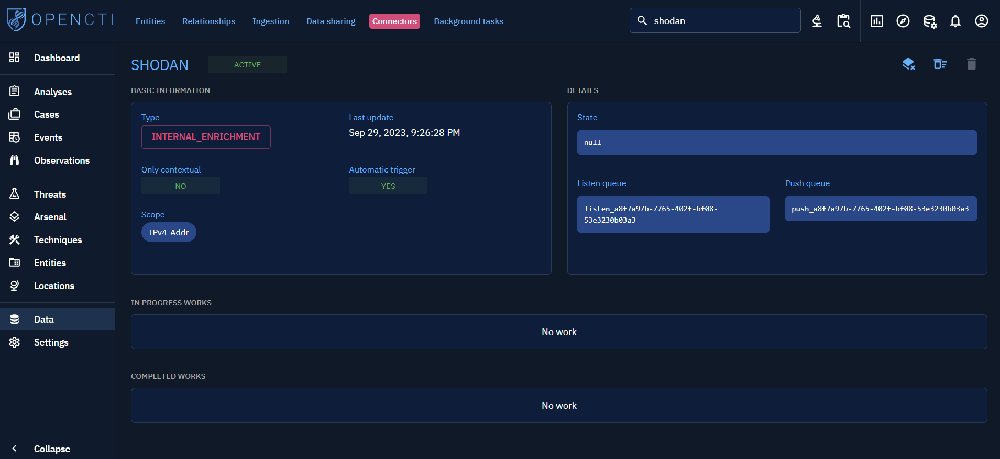 OPENCTI
Entities
Relationships
Ingestion
Data sharing
Connectors
Background tasks
shodan
Dashboard
Analyses
Cases
Events
Observations
Threats
Arsenal
Techniques
Entities
Locations
Data
Settings
Collapse
SHODAN
ACTIVE
BASIC INFORMATION
Type
INTERNAL_ENRICHMENT
Last update
Sep 29, 2023, 9:26:28 PM
Only contextual
NO
Automatic trigger
YES
Scope
IPv4-Addr
DETAILS
State
null
Listen queue
listen_a8f7a97b-7765-402f-bf08-
53e3230b03a3
Push queue
push_a8f7a97b-7765-402f-bf08-53e3230b03a3
IN PROGRESS WORKS
No work
COMPLETED WORKS
No work